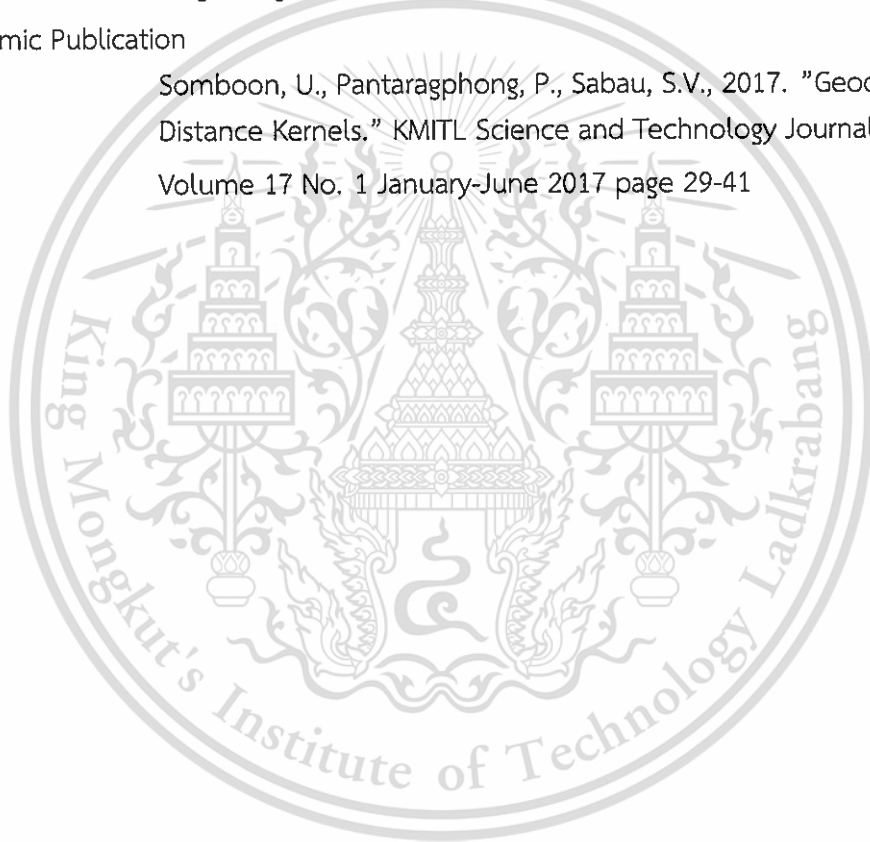 mic Publication
Somboon, U., Pantaragphong, P., Sabau, S.V., 2017. ”Geod
Distance Kernels.” KMITL Science and Technology Journal
Volume 17 No. 1 January-June 2017 page 29-41
King Mongkut's Institute of Technology Ladkrabang